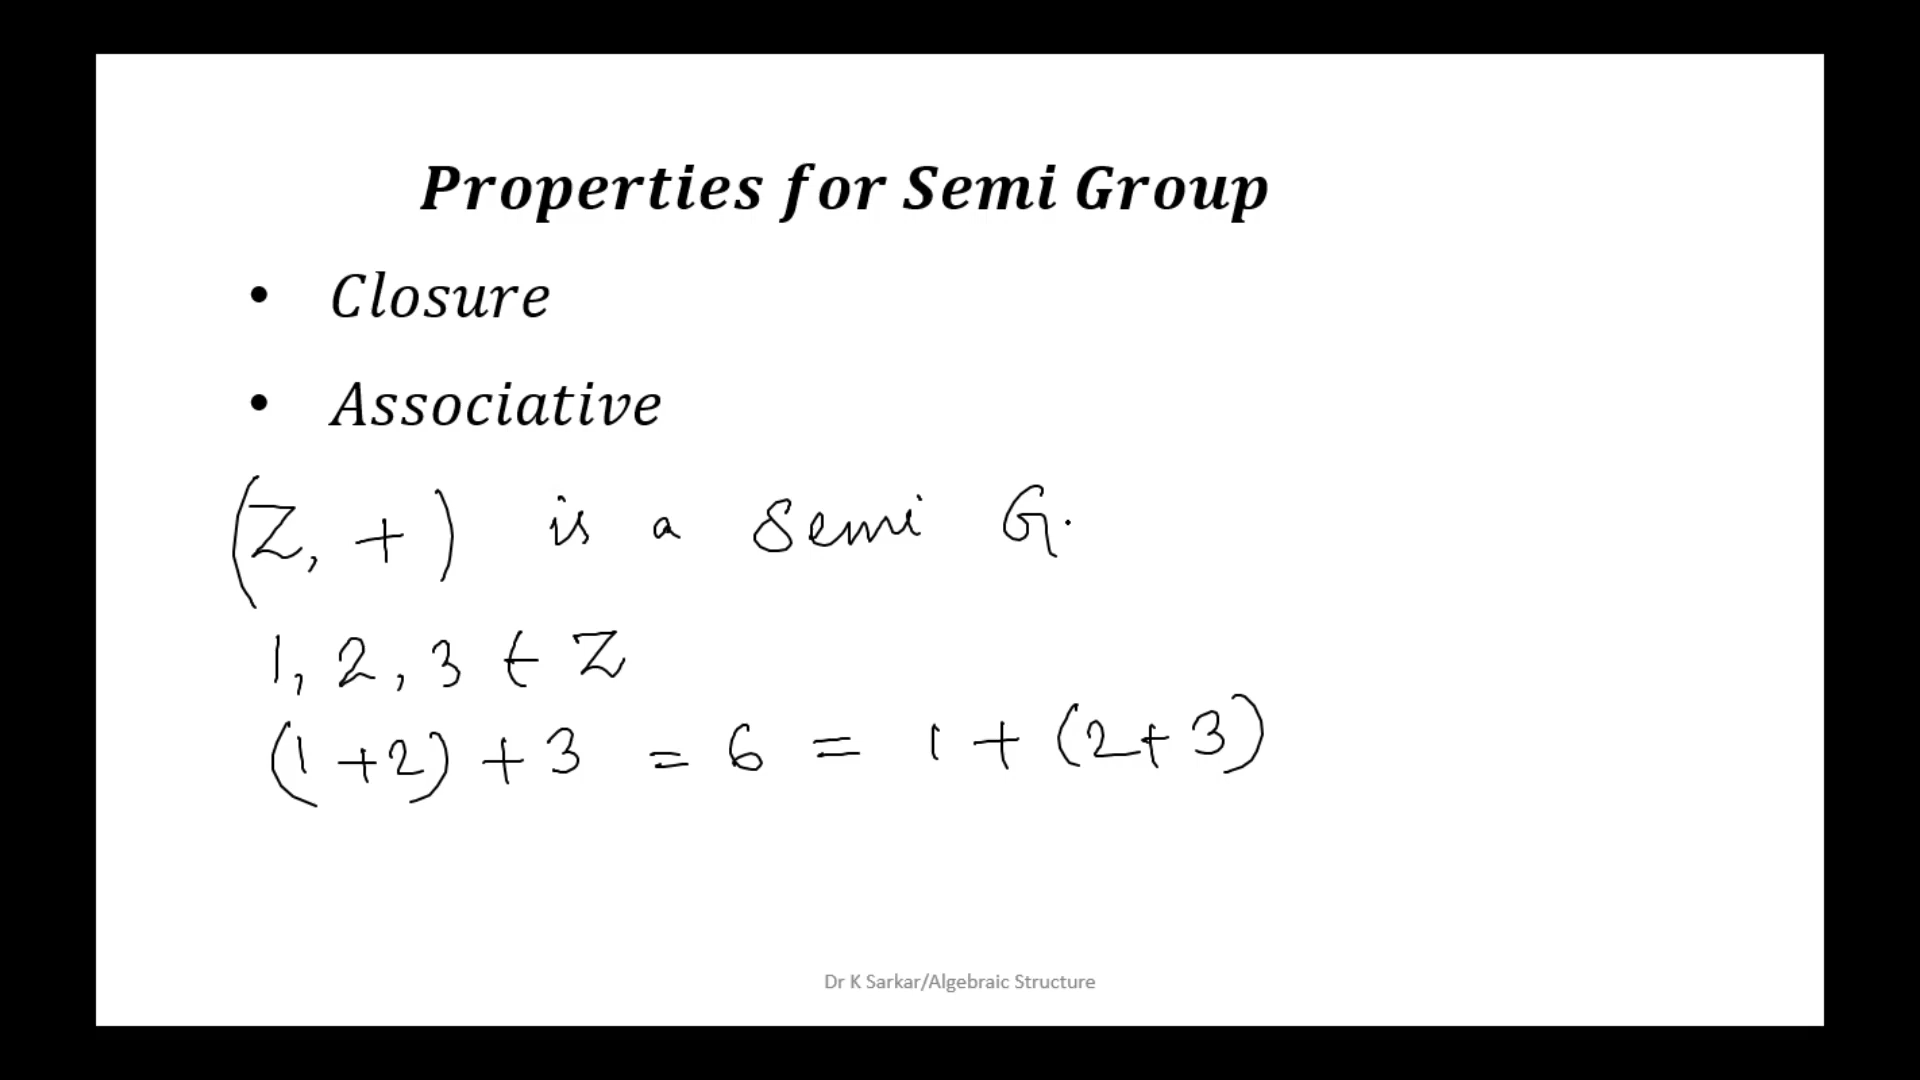 Properties for Semi Group
• Closure
• Associative
(Z, +) is a Semi G.
1, 2, 3 ∈ Z
(1+2)+3 = 6 = 1+(2+3)
Dr K Sarkar/Algebraic Structure